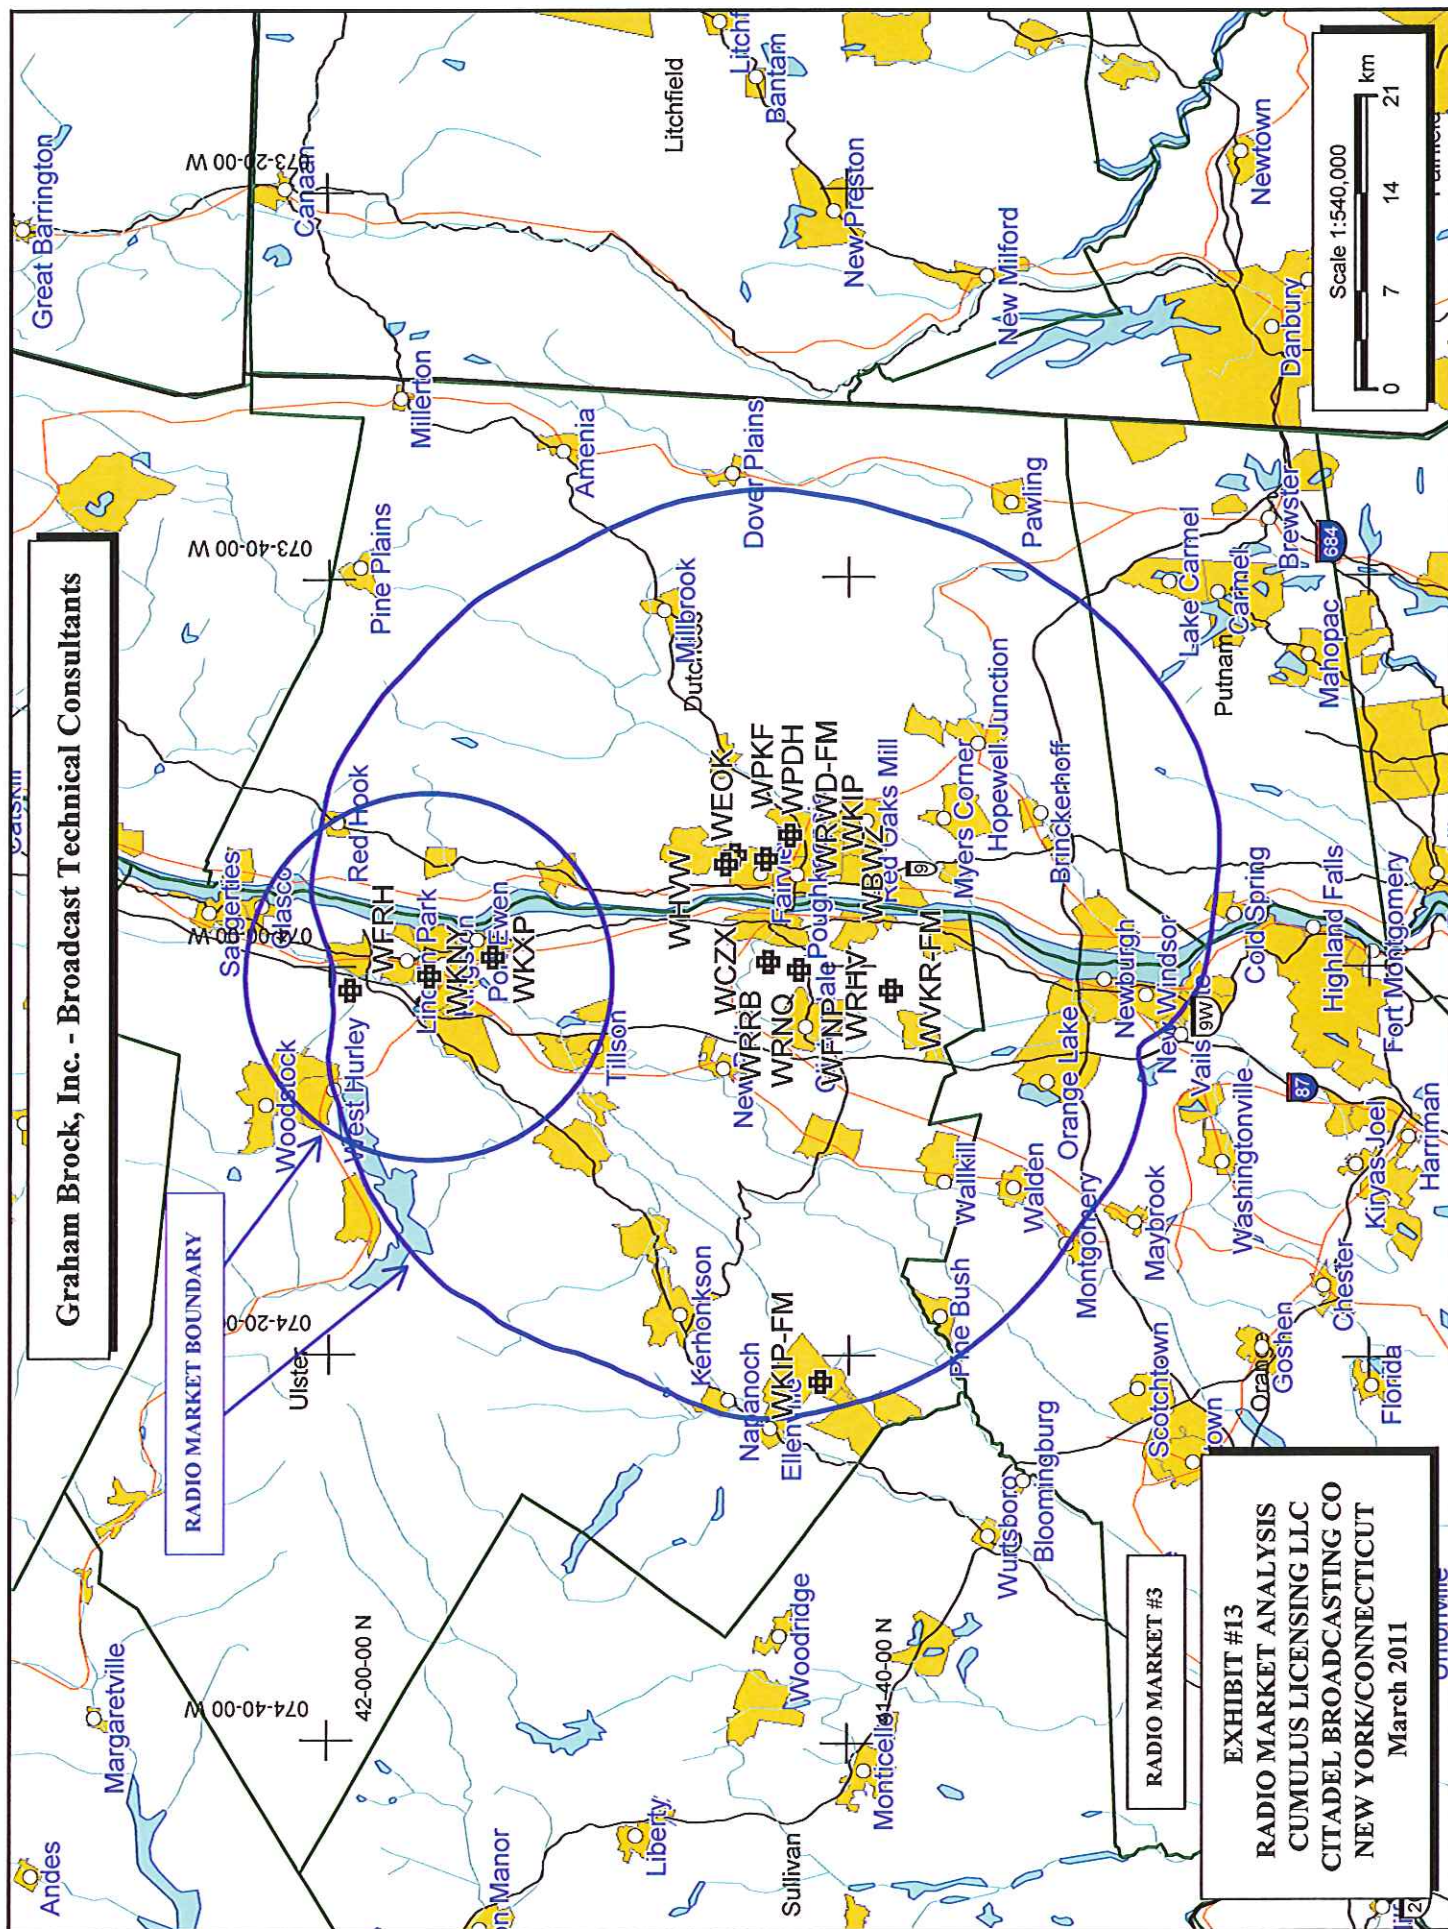 Graham Brock, Inc. - Broadcast Technical Consultants
RADIO MARKET BOUNDARY
Andes
Margaretville
Great Barrington
Canaan
073-20-00 W
073-40-00 W
074-00-00 W
074-20-0
074-40-00 W
42-00-00 N
41-40-00 N
Ulster
Woodstock
West Hurley
Saugerties
Red Hook
WFRH
WKNY
Port Ewen
WKXP
Tillson
Pine Plains
Millerton
Amenia
Millbrook
Dover Plains
Pawling
Litchfield
Bantam
New Preston
New Milford
Danbury
Newtown
Kerhonkson
Napanoch
WKIP-FM
Pine Bush
Wallkill
Walden
Montgomery
Maybrook
Orange Lake
Newburgh
New Windsor
Vails
9W
Washingtonville
87
Kiryas Joel
Harriman
Chester
Goshen
Florida
Scotchtown
town
Bloomingburg
Wurtsboro
Woodridge
Monticello
Liberty
on Manor
Sullivan
WHVW
WEOK
WCZX
WPKF
WPDH
WRWD-FM
WKIP
WBWZ
WRRB
WRNQ
WFNP
WRHV
WVKR-FM
Red Oaks Mill
9
Myers Corner
Hopewell Junction
Brinckerhoff
Cold Spring
Highland Falls
Fort Montgomery
Lake Carmel
Carmel
Putnam
Mahopac
Brewster
684
Scale 1:540,000
0 7 14 21 km
RADIO MARKET #3
EXHIBIT #13
RADIO MARKET ANALYSIS
CUMULUS LICENSING LLC
CITADEL BROADCASTING CO
NEW YORK/CONNECTICUT
March 2011